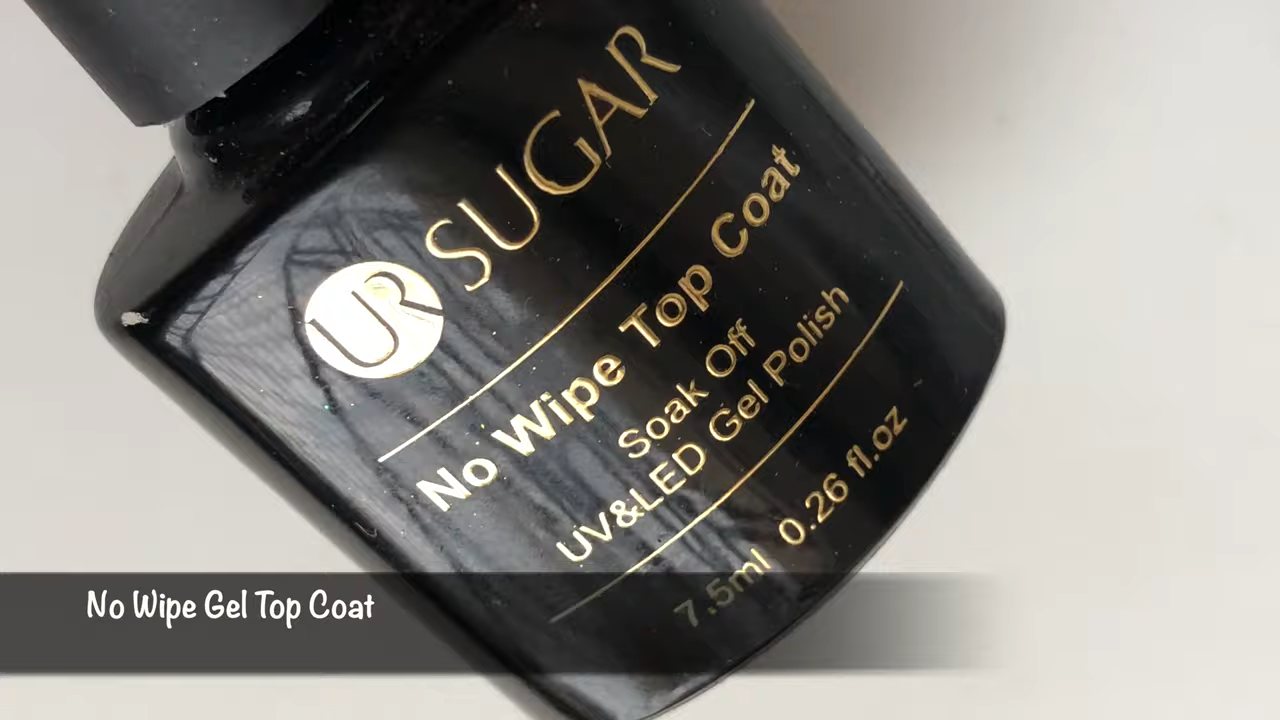 UR SUGAR
No Wipe Top Coat
Soak Off
UV&LED Gel Polish
7.5ml 0.26 fl.oz
No Wipe Gel Top Coat